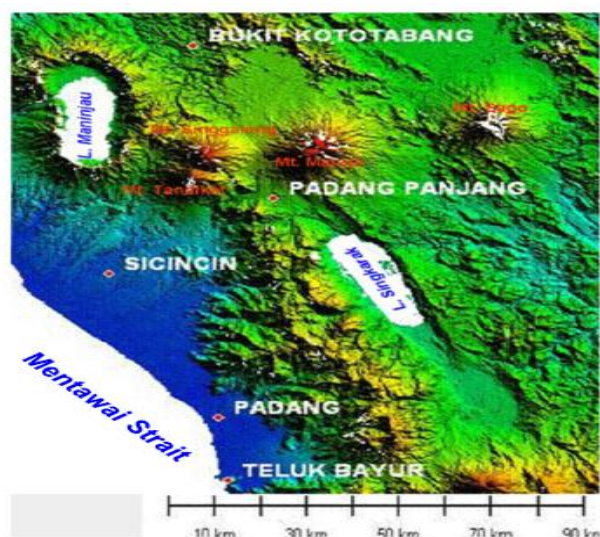 BUKIT KOTOTABANG
L. Maninjau
Mt. Singgalang
Mt. Marapi
Mt. Tandikat
PADANG PANJANG
SICINCIN
L. Singkarak
Mentawai Strait
PADANG
TELUK BAYUR
10 km 30 km 50 km 70 km 90 km